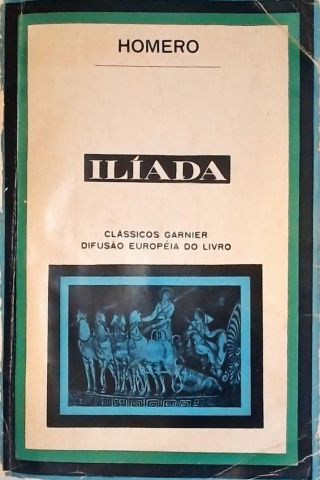 HOMERO
ILÍADA
CLÁSSICOS GARNIER
DIFUSÃO EUROPÉIA DO LIVRO